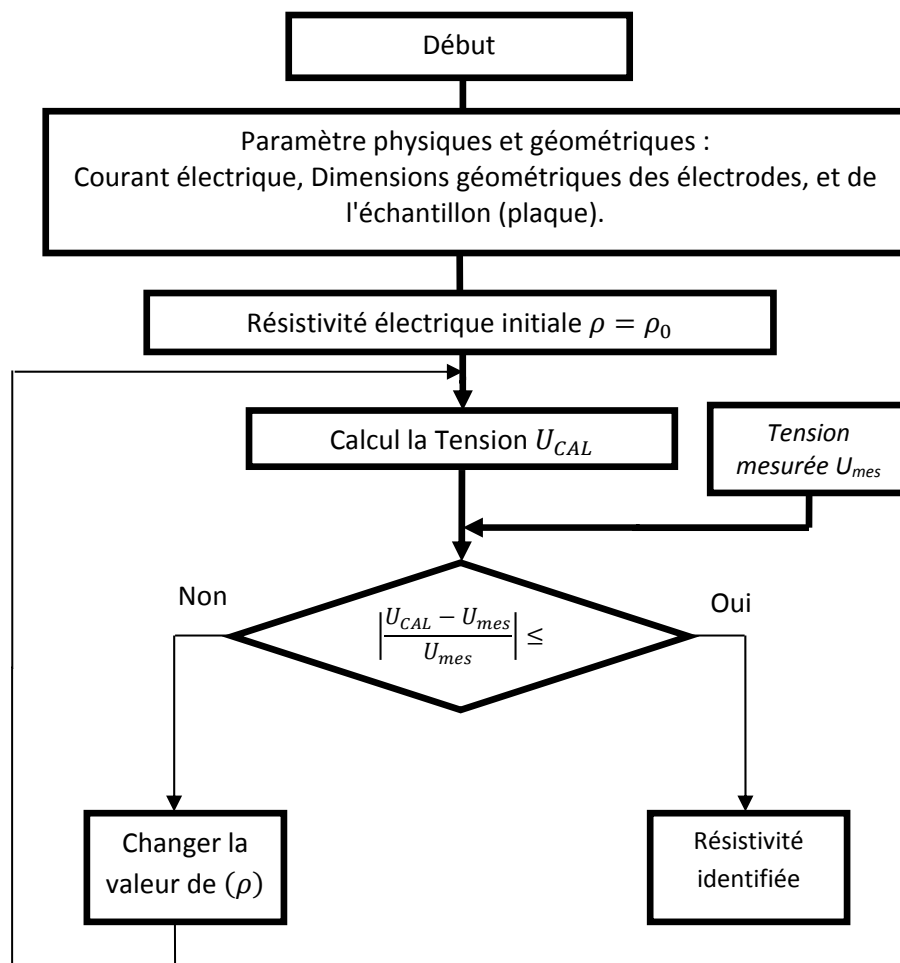 Début
Paramètre physiques et géométriques :
Courant électrique, Dimensions géométriques des électrodes, et de
l'échantillon (plaque).
Résistivité électrique initiale ρ = ρ₀
Calcul la Tension U_CAL
Tension
mesurée U_mes
Non
Oui
|(U_CAL − U_mes)/U_mes| ≤
Changer la
valeur de (ρ)
Résistivité
identifiée